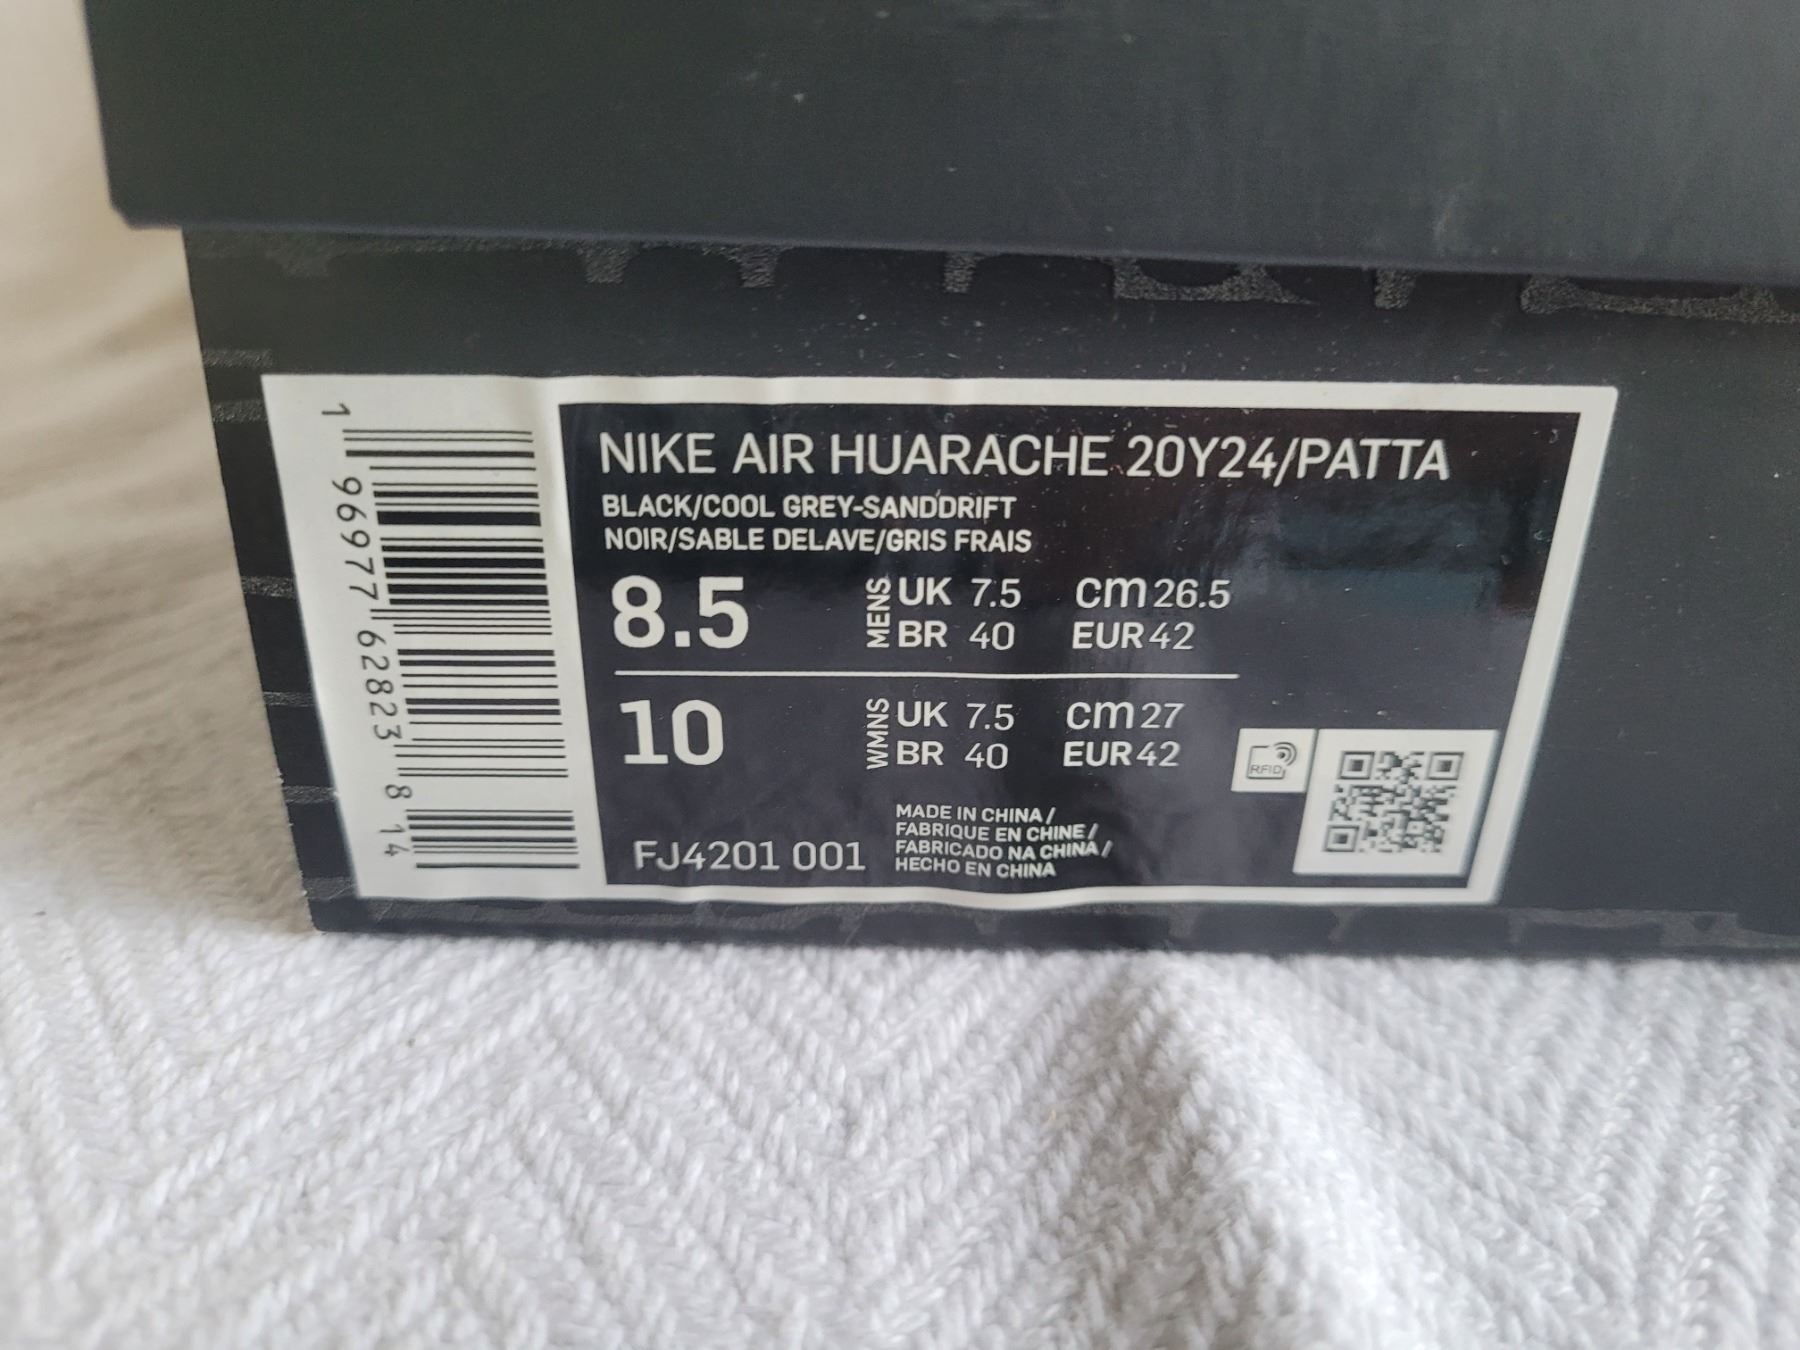 1 96977 62823 8 14
NIKE AIR HUARACHE 20Y24/PATTA
BLACK/COOL GREY-SANDDRIFT
NOIR/SABLE DELAVE/GRIS FRAIS
8.5 MENS UK 7.5 cm 26.5
BR 40 EUR 42
10 WMNS UK 7.5 cm 27
BR 40 EUR 42
RFID
FJ4201 001
MADE IN CHINA /
FABRIQUE EN CHINE /
FABRICADO NA CHINA /
HECHO EN CHINA